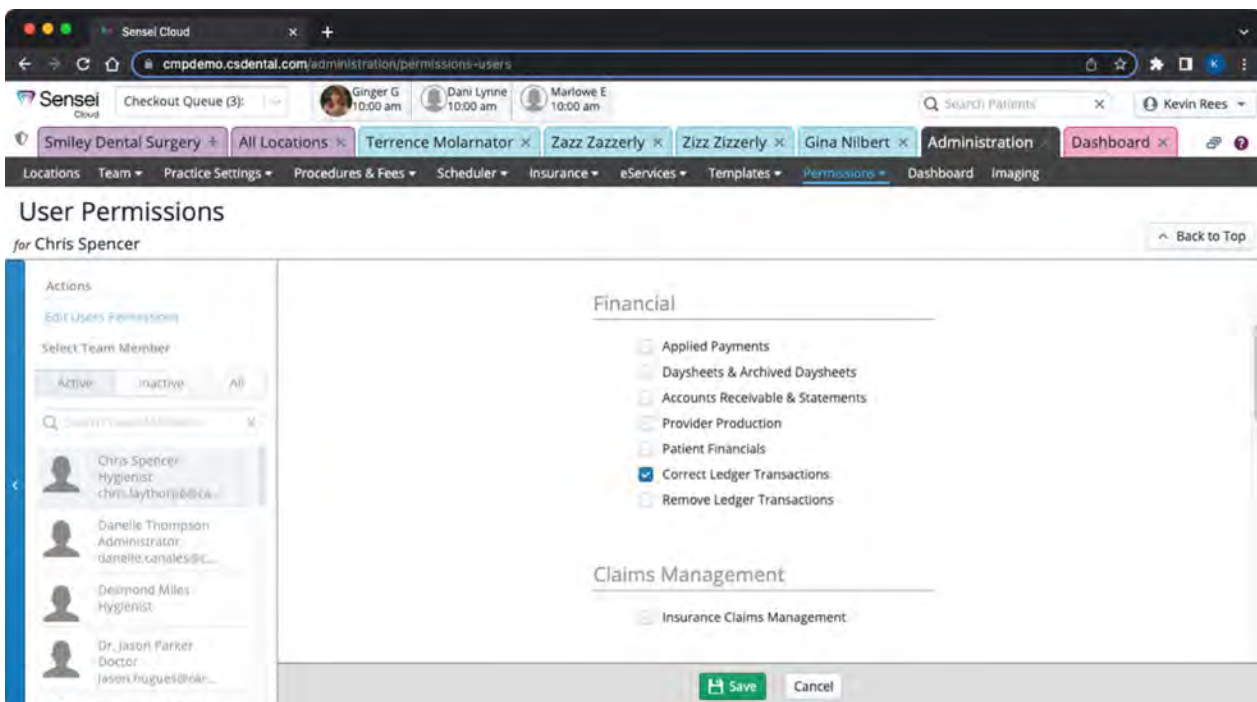 Sensei Cloud × +
cmpdemo.csdental.com/administration/permissions-users K
Sensei Cloud Checkout Queue (3): Ginger G 10:00 am Dani Lynne 10:00 am Marlowe E 10:00 am Search Patients × Kevin Rees
Smiley Dental Surgery + All Locations × Terrence Molarnator × Zazz Zazzerly × Zizz Zizzerly × Gina Nilbert × Administration Dashboard × ?
Locations Team Practice Settings Procedures & Fees Scheduler Insurance eServices Templates Permissions Dashboard Imaging
User Permissions
for Chris Spencer
Back to Top
Actions
Edit Users Permissions
Select Team Member
Active Inactive All
Chris Spencer
Hygienist
Danelle Thompson
Administrator
danelle.canales@c...
Desmond Miles
Hygienist
Dr. Jason Parker
Doctor
Financial
Applied Payments
Daysheets & Archived Daysheets
Accounts Receivable & Statements
Provider Production
Patient Financials
Correct Ledger Transactions
Remove Ledger Transactions
Claims Management
Insurance Claims Management
Save Cancel